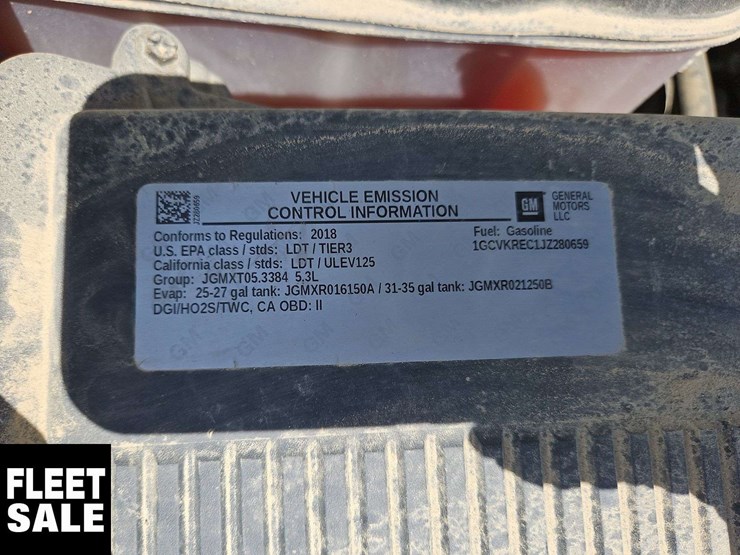 VEHICLE EMISSION
CONTROL INFORMATION
GM
GENERAL
MOTORS
LLC
Conforms to Regulations: 2018
Fuel: Gasoline
U.S. EPA class / stds: LDT / TIER3
1GCVKREC1JZ280659
California class / stds: LDT / ULEV125
Group: JGMXT05.3384 5.3L
Evap: 25-27 gal tank: JGMXR016150A / 31-35 gal tank: JGMXR021250B
DGI/HO2S/TWC, CA OBD: II
FLEET
SALE